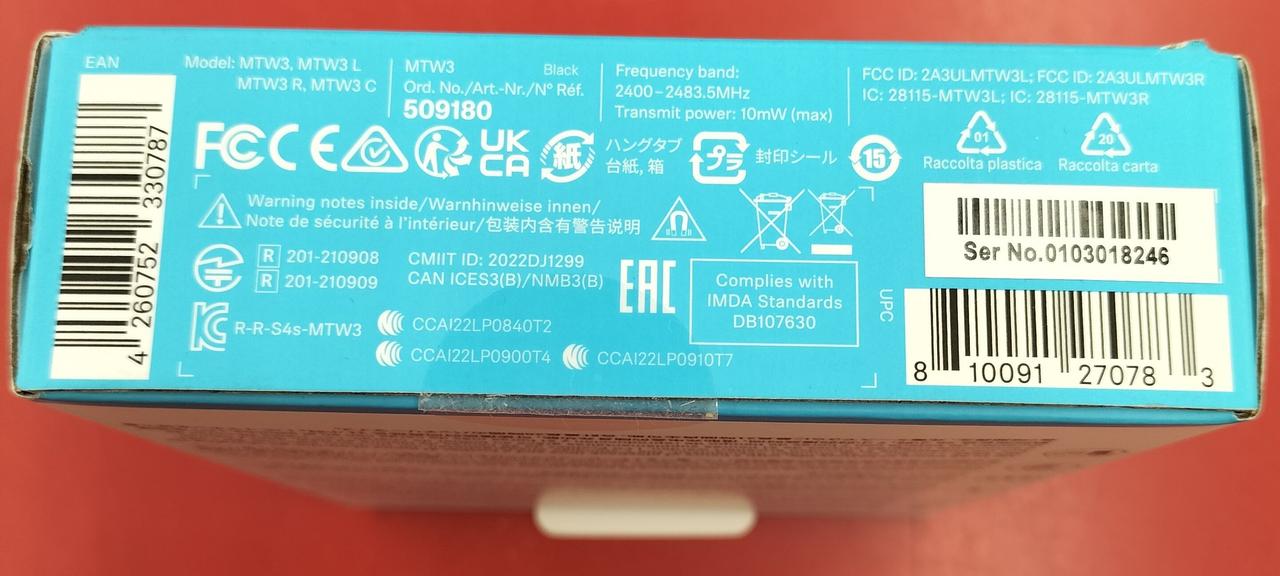 EAN
4 260752 330787
Model: MTW3, MTW3 L
MTW3 R, MTW3 C
MTW3 Black
Ord. No./Art.-Nr./N° Réf.
509180
Frequency band:
2400–2483.5MHz
Transmit power: 10mW (max)
FCC ID: 2A3ULMTW3L; FCC ID: 2A3ULMTW3R
IC: 28115-MTW3L; IC: 28115-MTW3R
FC CE
UK
CA
紙
ハングタブ
台紙, 箱
プラ
封印シール
15
01
Raccolta plastica
20
Raccolta carta
Warning notes inside/Warnhinweise innen/
Note de sécurité à l'intérieur/包装内含有警告说明
R 201-210908
R 201-210909
CMIIT ID: 2022DJ1299
CAN ICES3(B)/NMB3(B)
EAC
Complies with
IMDA Standards
DB107630
R-R-S4s-MTW3
CCAI22LP0840T2
CCAI22LP0900T4
CCAI22LP0910T7
Ser No.0103018246
UPC
8 10091 27078 3